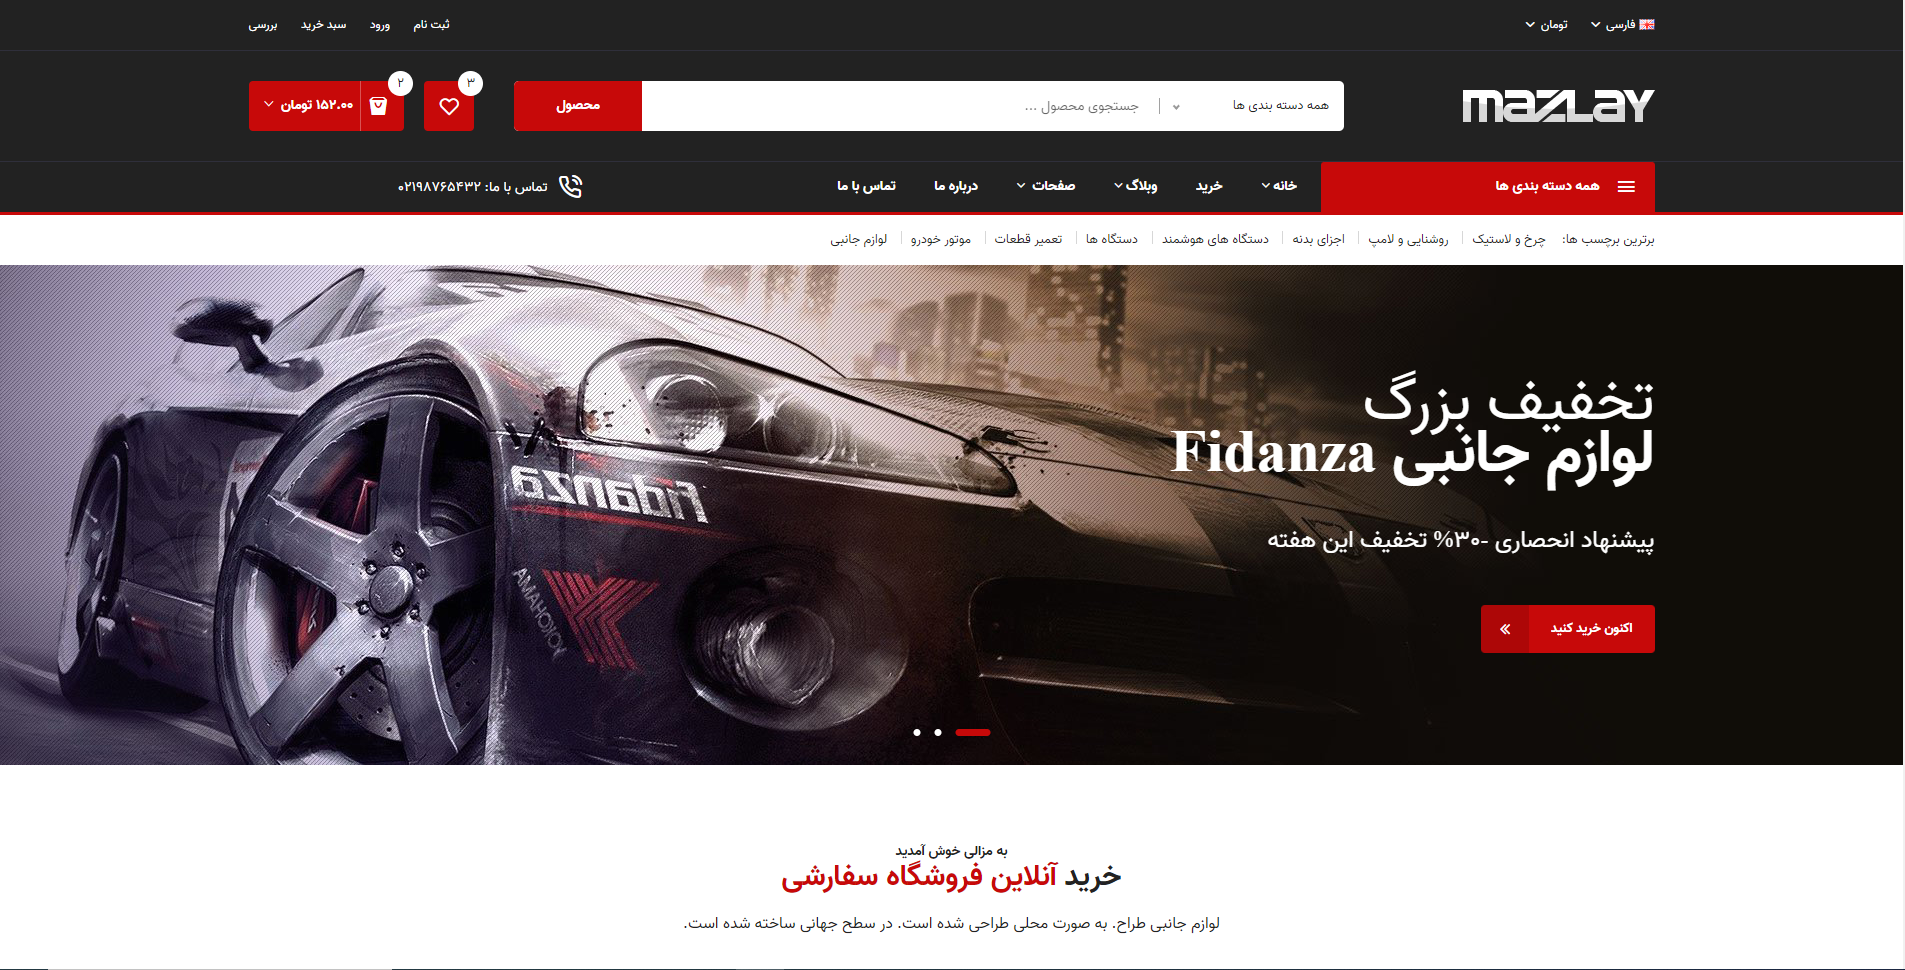 فارسی تومان ثبت نام ورود سبد خرید بررسی
mazlay همه دسته بندی ها جستجوی محصول ... محصول ۳ ۲ ۱۵۲.۰۰ تومان
همه دسته بندی ها خانه خرید وبلاگ صفحات درباره ما تماس با ما تماس با ما: ۰۲۱۹۸۷۶۵۴۳۲
برترین برچسب ها: چرخ و لاستیک روشنایی و لامپ اجزای بدنه دستگاه های هوشمند دستگاه ها تعمیر قطعات موتور خودرو لوازم جانبی
تخفیف بزرگ
لوازم جانبی Fidanza
پیشنهاد انحصاری -۳۰% تخفیف این هفته
اکنون خرید کنید
fidanza
YOKOHAMA
به مزالی خوش آمدید
خرید آنلاین فروشگاه سفارشی
لوازم جانبی طراح. به صورت محلی طراحی شده است. در سطح جهانی ساخته شده است.